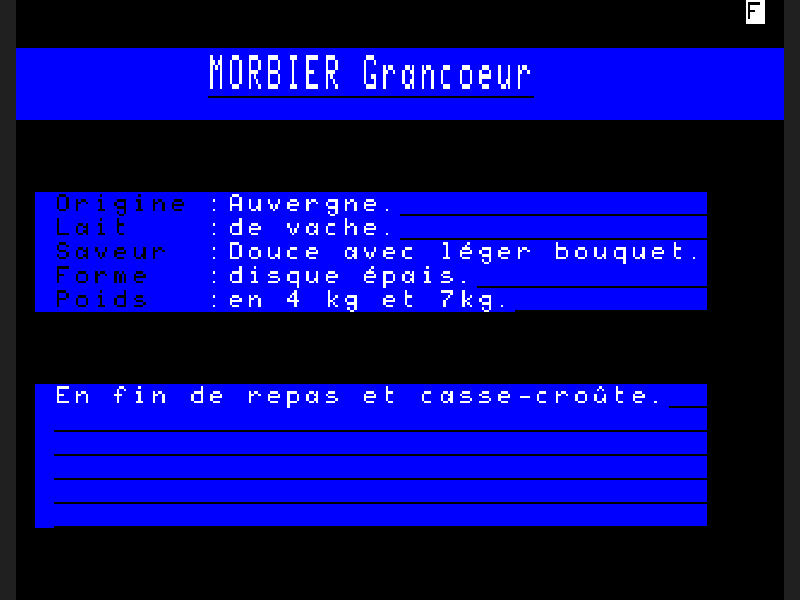 F
MORBIER Grancoeur
Origine :Auvergne.
Lait :de vache.
Saveur :Douce avec léger bouquet.
Forme :disque épais.
Poids :en 4 kg et 7kg.
En fin de repas et casse-croûte.